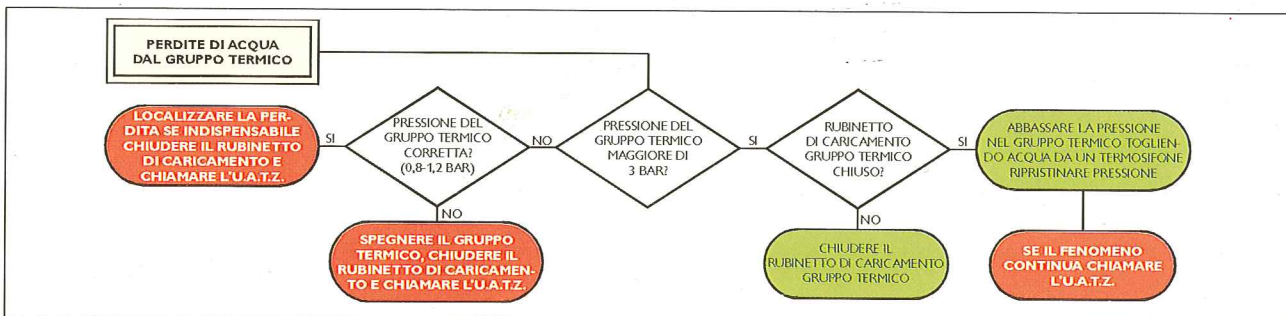 PERDITE DI ACQUA
DAL GRUPPO TERMICO
LOCALIZZARE LA PER-
DITA SE INDISPENSABILE
CHIUDERE IL RUBINETTO
DI CARICAMENTO E
CHIAMARE L'U.A.T.Z.
SI
PRESSIONE DEL
GRUPPO TERMICO
CORRETTA?
(0,8-1,2 BAR)
NO
PRESSIONE DEL
GRUPPO TERMICO
MAGGIORE DI
3 BAR?
SI
RUBINETTO
DI CARICAMENTO
GRUPPO TERMICO
CHIUSO?
SI
ABBASSARE LA PRESSIONE
NEL GRUPPO TERMICO TOGLIEN-
DO ACQUA DA UN TERMOSIFONE
RIPRISTINARE PRESSIONE
NO
SPEGNERE IL GRUPPO
TERMICO, CHIUDERE IL
RUBINETTO DI CARICAMEN-
TO E CHIAMARE L'U.A.T.Z.
NO
CHIUDERE IL
RUBINETTO DI CARICAMENTO
GRUPPO TERMICO
SE IL FENOMENO
CONTINUA CHIAMARE
L'U.A.T.Z.